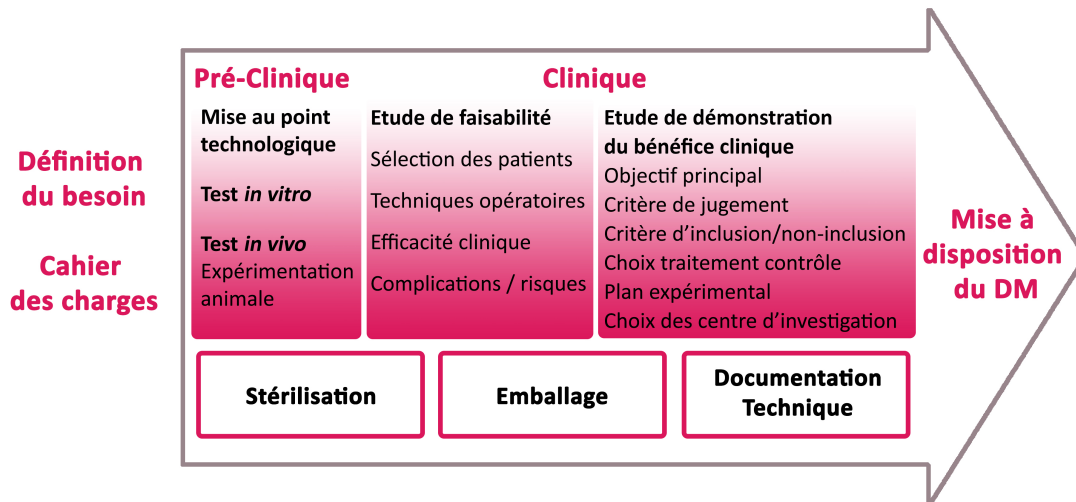 Définition
du besoin
Cahier
des charges
Pré-Clinique
Mise au point
technologique
Test in vitro
Test in vivo
Expérimentation
animale
Clinique
Etude de faisabilité
Sélection des patients
Techniques opératoires
Efficacité clinique
Complications / risques
Etude de démonstration
du bénéfice clinique
Objectif principal
Critère de jugement
Critère d'inclusion/non-inclusion
Choix traitement contrôle
Plan expérimental
Choix des centre d'investigation
Stérilisation
Emballage
Documentation
Technique
Mise à
disposition
du DM